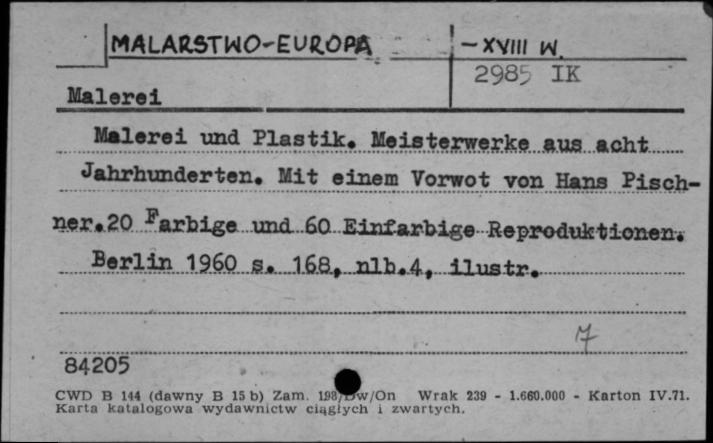 MALARSTWO-EUROPA - XVIII W.
2985 IK
Malerei
Malerei und Plastik. Meisterwerke aus acht
Jahrhunderten. Mit einem Vorwot von Hans Pisch-
ner.20 Farbige und 60 Einfarbige Reproduktionen.
Berlin 1960 s. 168, nlb.4, ilustr.
7
84205
CWD B 144 (dawny B 15 b) Zam. 198/Dw/On Wrak 239 - 1.660.000 - Karton IV.71.
Karta katalogowa wydawnictw ciągłych i zwartych.